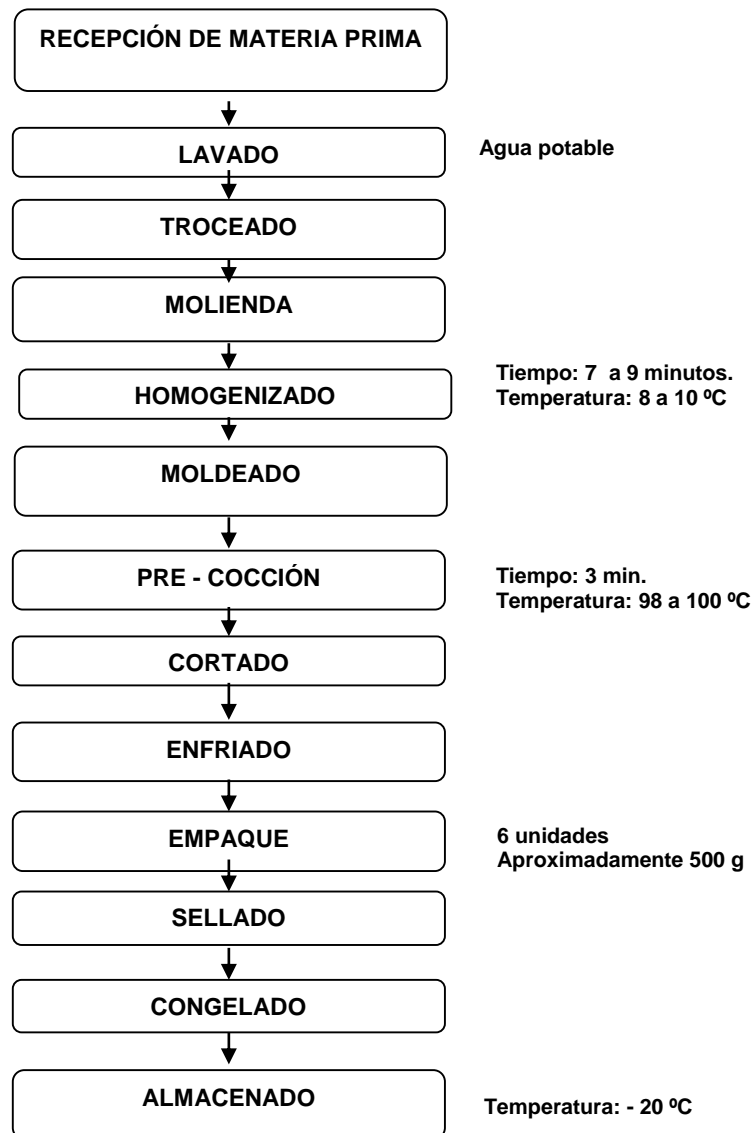 RECEPCIÓN DE MATERIA PRIMA
LAVADO
Agua potable
TROCEADO
MOLIENDA
HOMOGENIZADO
Tiempo: 7 a 9 minutos.
Temperatura: 8 a 10 ºC
MOLDEADO
PRE - COCCIÓN
Tiempo: 3 min.
Temperatura: 98 a 100 ºC
CORTADO
ENFRIADO
EMPAQUE
6 unidades
Aproximadamente 500 g
SELLADO
CONGELADO
ALMACENADO
Temperatura: - 20 ºC